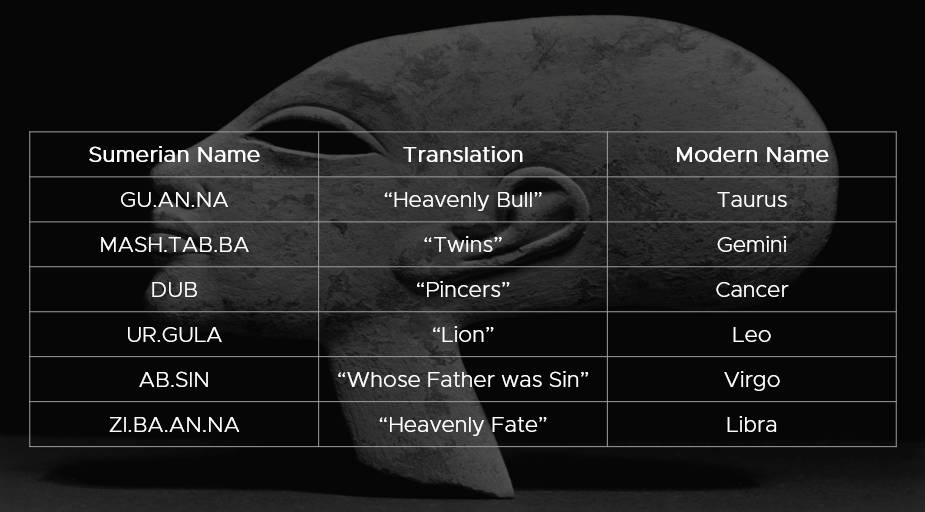 Sumerian Name Translation Modern Name
GU.AN.NA “Heavenly Bull” Taurus
MASH.TAB.BA “Twins” Gemini
DUB “Pincers” Cancer
UR.GULA “Lion” Leo
AB.SIN “Whose Father was Sin” Virgo
ZI.BA.AN.NA “Heavenly Fate” Libra